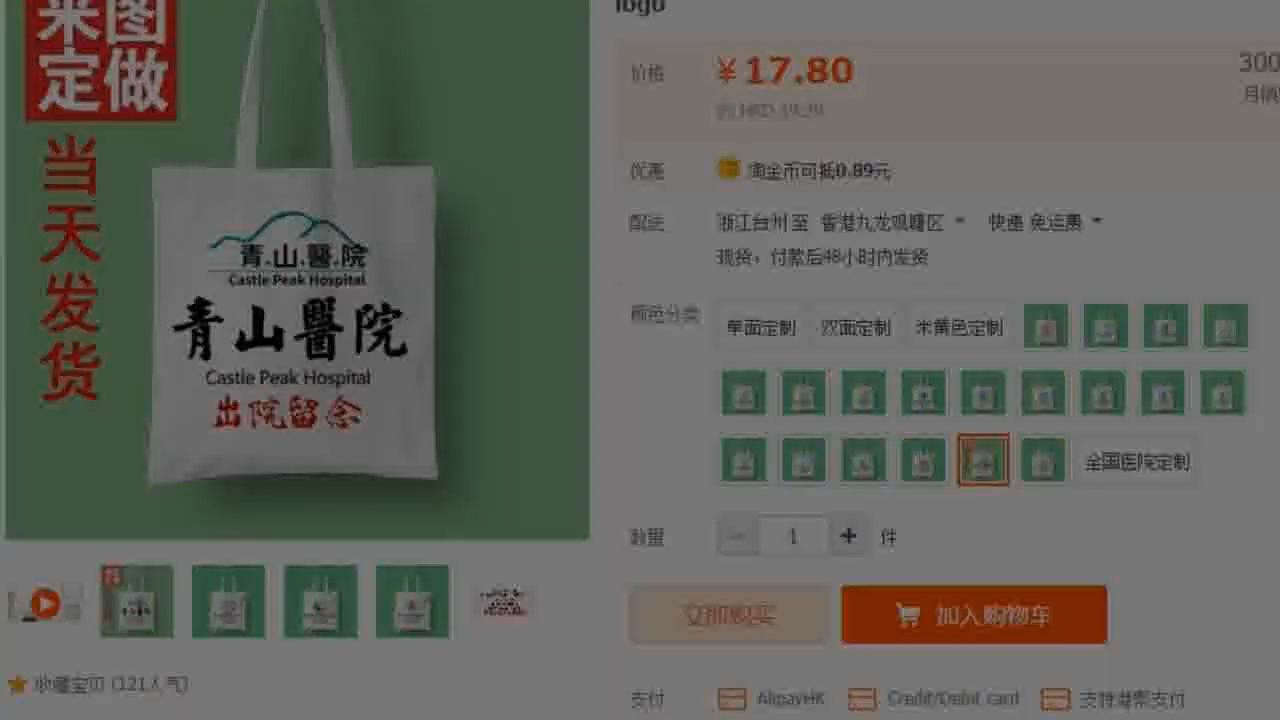 logo
来图
定做
当天发货
青.山.醫.院
Castle Peak Hospital
青山醫院
Castle Peak Hospital
出院留念
收藏宝贝 (121人气)
价格
¥ 17.80
300
优惠
淘金币可抵0.89元
配送
浙江台州 至 香港九龙观塘区 快递 免运费
现货，付款后48小时内发货
颜色分类
单面定制 双面定制 米黄色定制
全国医院定制
数量
1
件
立即购买
加入购物车
支付
AlipayHK Credit/Debit card 支持港币支付